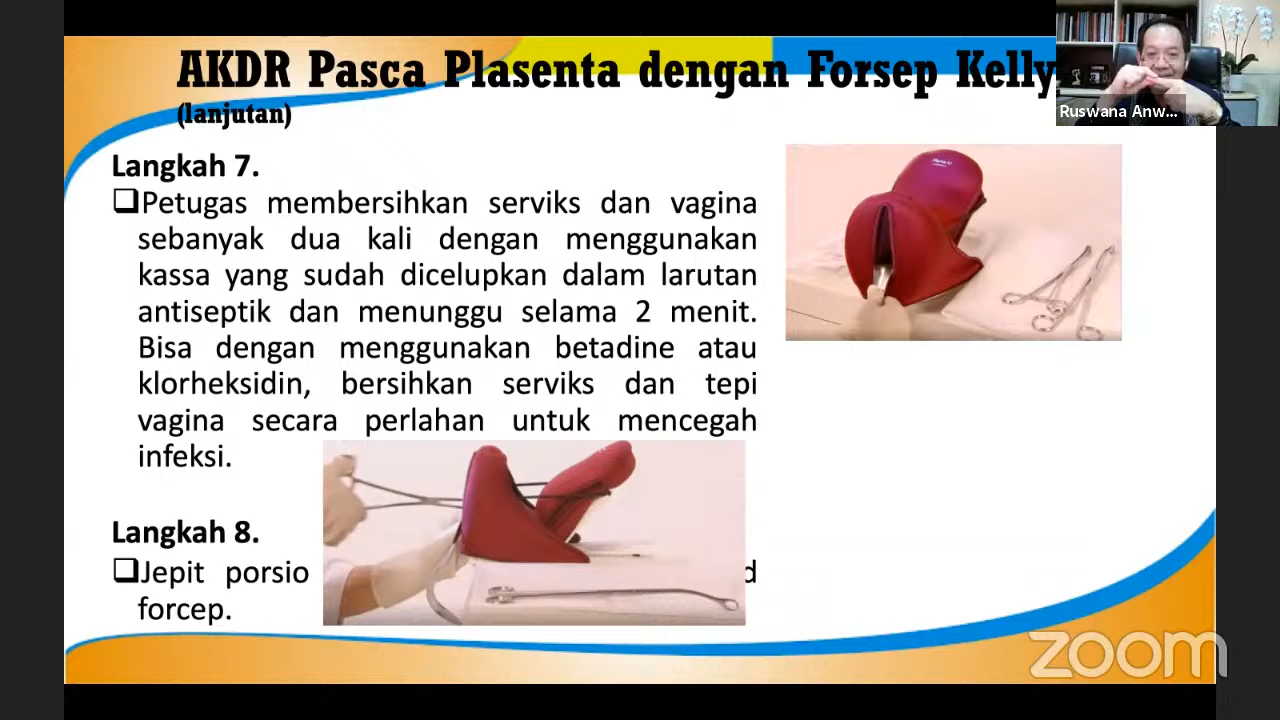 AKDR Pasca Plasenta dengan Forsep Kelly
(lanjutan)
Ruswana Anw...
Langkah 7.
❑Petugas membersihkan serviks dan vagina
sebanyak dua kali dengan menggunakan
kassa yang sudah dicelupkan dalam larutan
antiseptik dan menunggu selama 2 menit.
Bisa dengan menggunakan betadine atau
klorheksidin, bersihkan serviks dan tepi
vagina secara perlahan untuk mencegah
infeksi.
Langkah 8.
❑Jepit porsio
forcep.
zoom